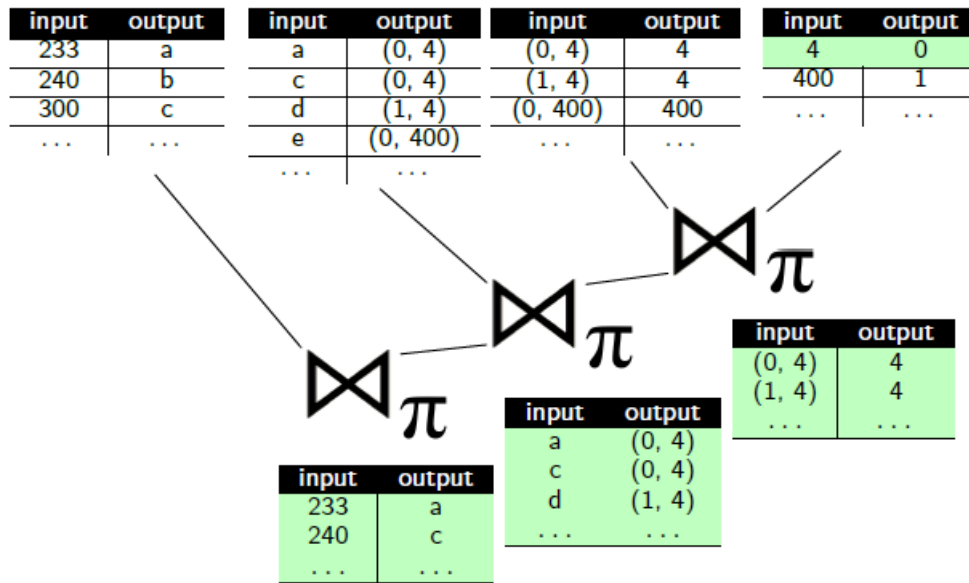 input output
233 a
240 b
300 c
. . . . . .
input output
a (0, 4)
c (0, 4)
d (1, 4)
e (0, 400)
. . . . . .
input output
(0, 4) 4
(1, 4) 4
(0, 400) 400
. . . . . .
input output
4 0
400 1
. . . . . .
π
π
π
input output
(0, 4) 4
(1, 4) 4
. . . . . .
input output
a (0, 4)
c (0, 4)
d (1, 4)
. . . . . .
input output
233 a
240 c
. . . . . .